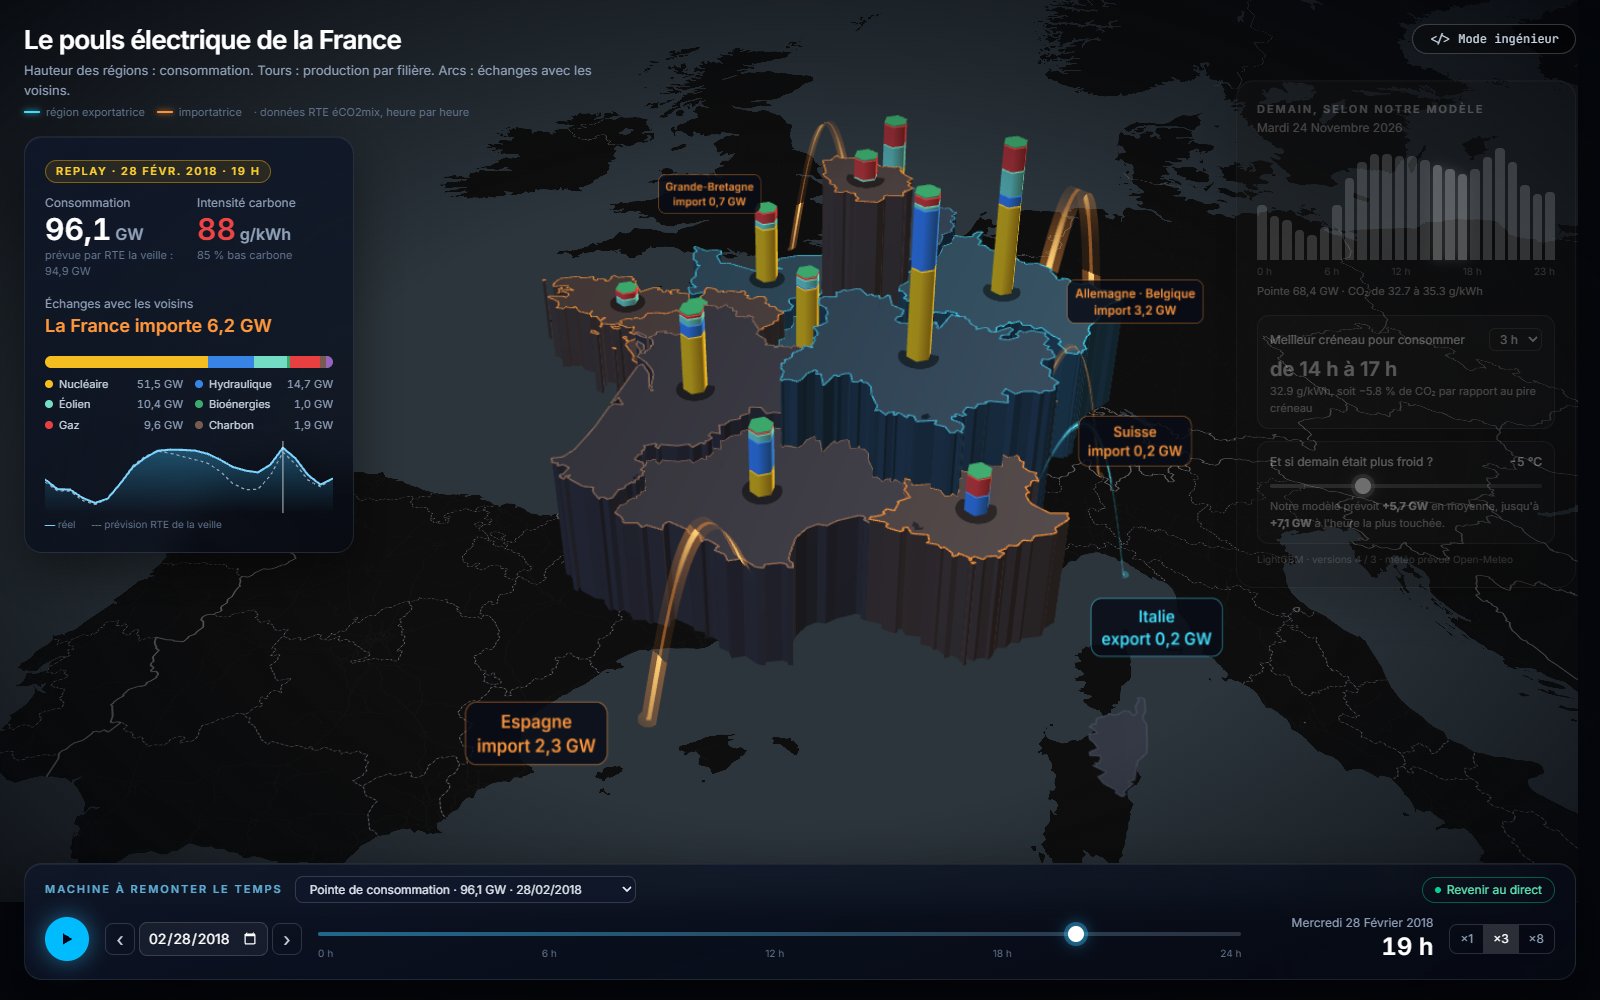 Le pouls électrique de la France
Hauteur des régions : consommation. Tours : production par filière. Arcs : échanges avec les
voisins.
région exportatrice importatrice · données RTE éCO2mix, heure par heure
</> Mode ingénieur
REPLAY · 28 FÉVR. 2018 · 19 H
Consommation Intensité carbone
96,1 GW 88 g/kWh
prévue par RTE la veille : 85 % bas carbone
94,9 GW
Échanges avec les voisins
La France importe 6,2 GW
Nucléaire 51,5 GW Hydraulique 14,7 GW
Éolien 10,4 GW Bioénergies 1,0 GW
Gaz 9,6 GW Charbon 1,9 GW
réel prévision RTE de la veille
Grande-Bretagne
import 0,7 GW
Allemagne · Belgique
import 3,2 GW
Suisse
import 0,2 GW
Italie
export 0,2 GW
Espagne
import 2,3 GW
DEMAIN, SELON NOTRE MODÈLE
Mardi 24 Novembre 2026
0 h 6 h 12 h 18 h 23 h
Pointe 68,4 GW · CO₂ de 32.7 à 35.3 g/kWh
Meilleur créneau pour consommer 3 h
de 14 h à 17 h
32.9 g/kWh, soit −5.8 % de CO₂ par rapport au pire
créneau
Et si demain était plus froid ? -5 °C
Notre modèle prévoit +5,7 GW en moyenne, jusqu'à
+7,1 GW à l'heure la plus touchée.
LightGBM · versions 4 / 3 · météo prévue Open-Meteo
MACHINE À REMONTER LE TEMPS Pointe de consommation · 96,1 GW · 28/02/2018
Revenir au direct
02/28/2018
0 h 6 h 12 h 18 h 24 h
Mercredi 28 Février 2018
19 h
×1 ×3 ×8